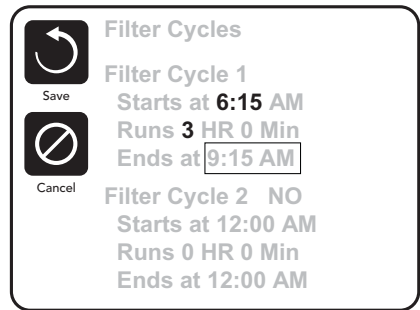 Filter Cycles
Filter Cycle 1
Save
Starts at 6:15 AM
Runs 3 HR 0 Min
Ends at 9:15 AM
Cancel
Filter Cycle 2 NO
Starts at 12:00 AM
Runs 0 HR 0 Min
Ends at 12:00 AM